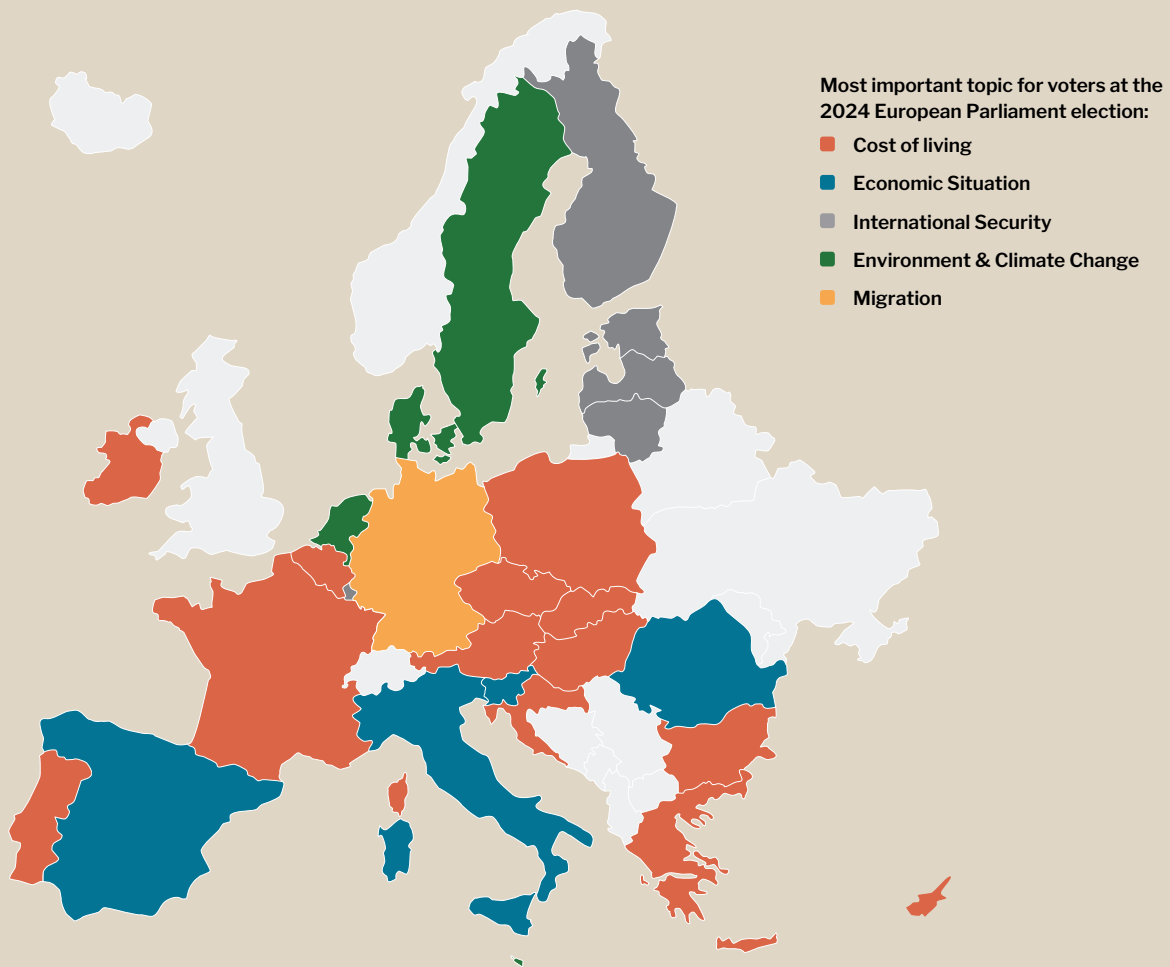 Most important topic for voters at the
2024 European Parliament election:
Cost of living
Economic Situation
International Security
Environment & Climate Change
Migration